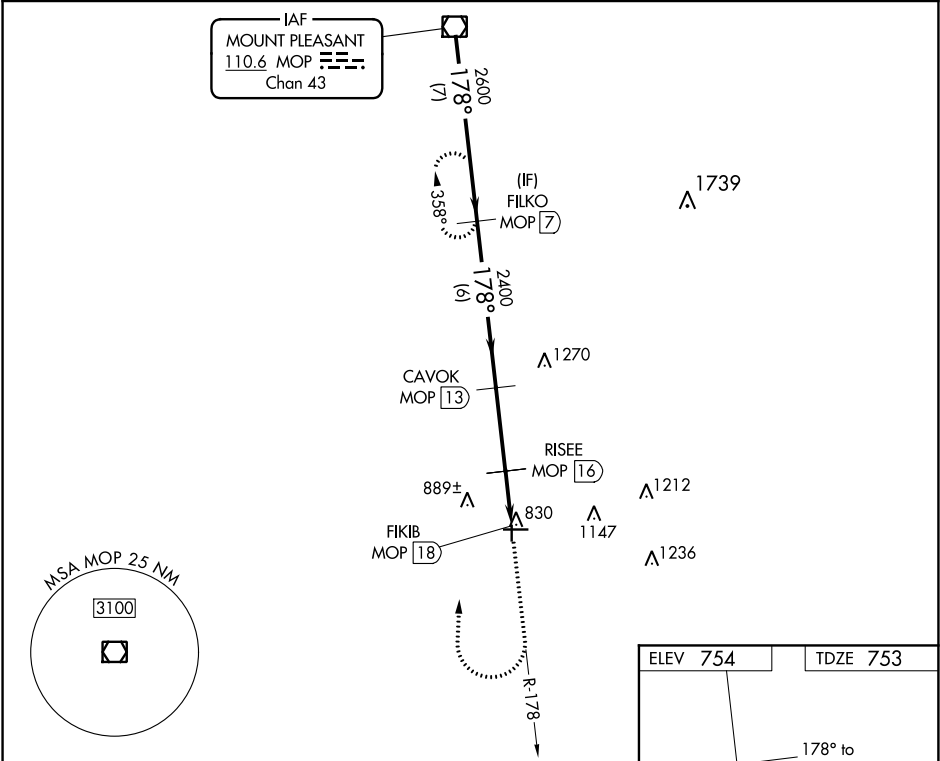 IAF
MOUNT PLEASANT
110.6 MOP
Chan 43
2600
178°
(7)
(IF)
FILKO
MOP 7
358°
1739
2400
178°
(6)
1270
CAVOK
MOP 13
RISEE
MOP 16
889±
1212
830
1147
FIKIB
MOP 18
1236
MSA MOP 25 NM
3100
R-178
ELEV 754
TDZE 753
178° to